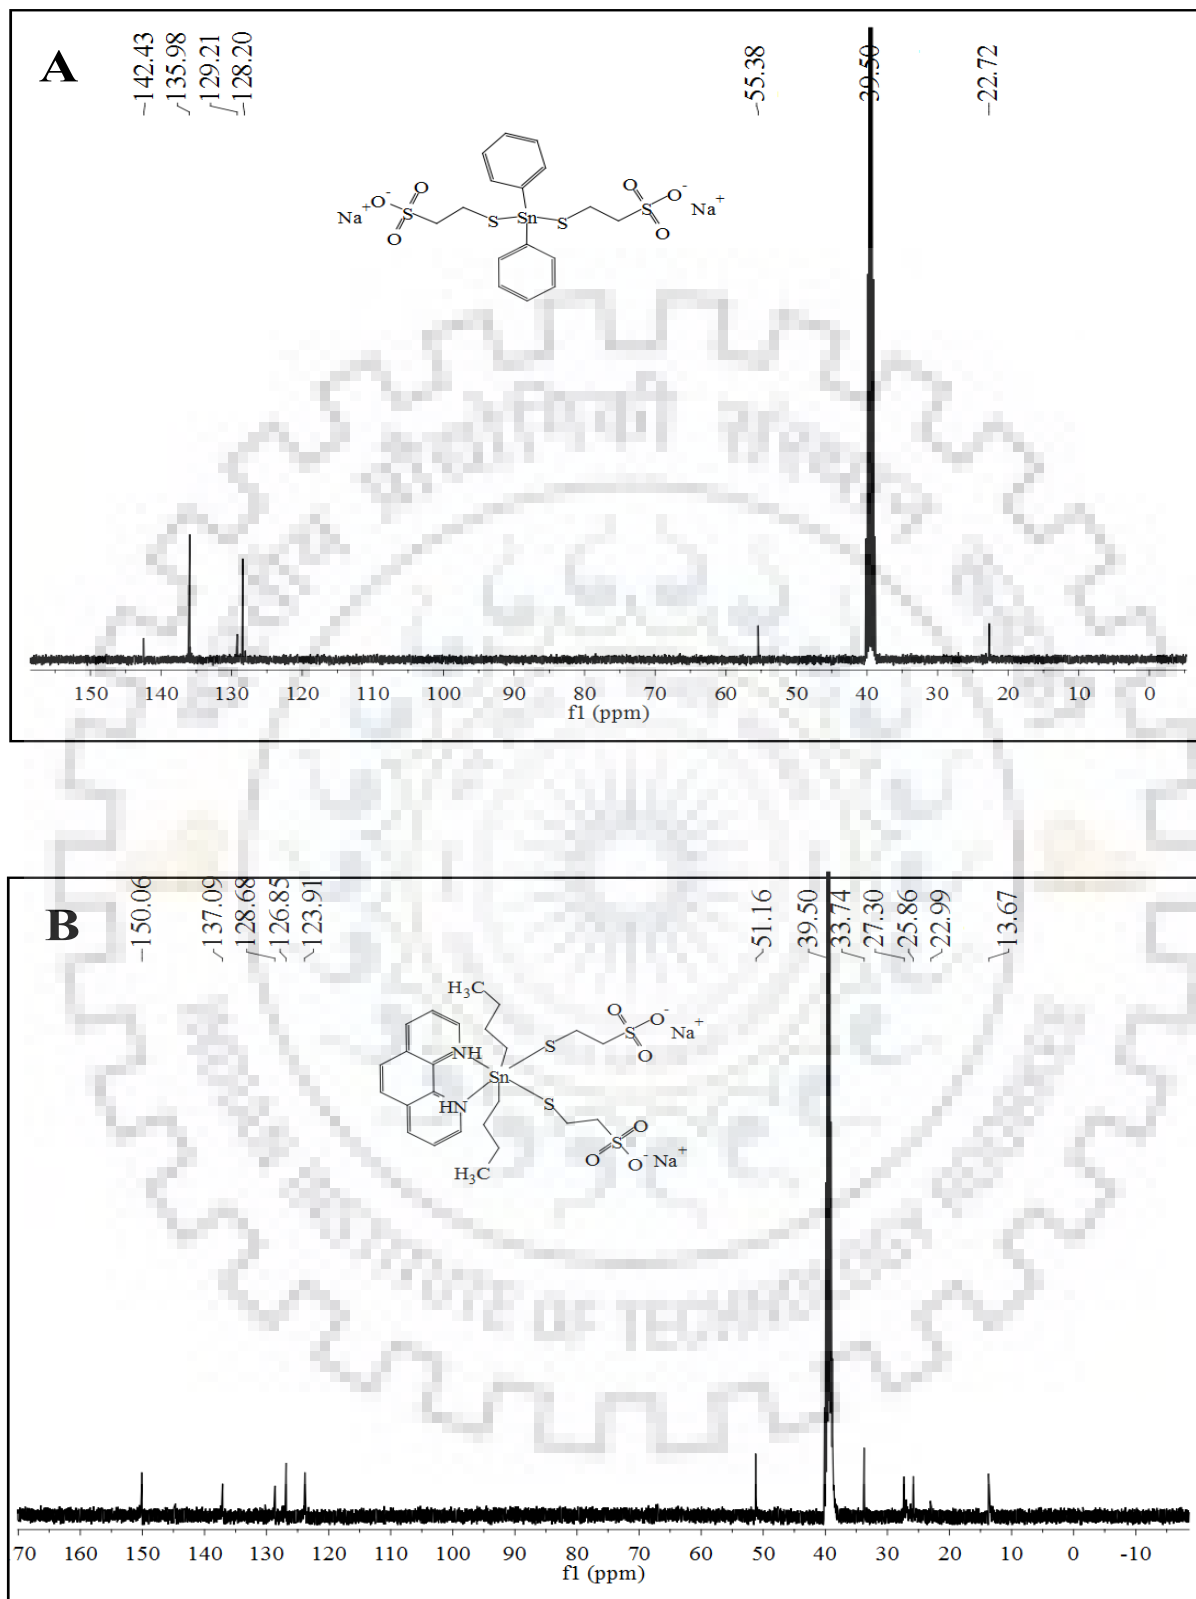 A
-142.43
135.98
129.21
-128.20
-55.38
39.50
-22.72
Na+ O- O S O S Sn S O S O O- Na+
150 140 130 120 110 100 90 80 70 60 50 40 30 20 10 0
f1 (ppm)
B
-150.06
-137.09
-128.68
-126.85
-123.91
-51.16
39.50
33.74
27.30
25.86
22.99
-13.67
H3C
O O- Na+
S S O
NH
Sn
HN S
O
S
H3C O O- Na+
70 160 150 140 130 120 110 100 90 80 70 60 50 40 30 20 10 0 -10
f1 (ppm)
INSTITUTE OF TECHNOLOGY